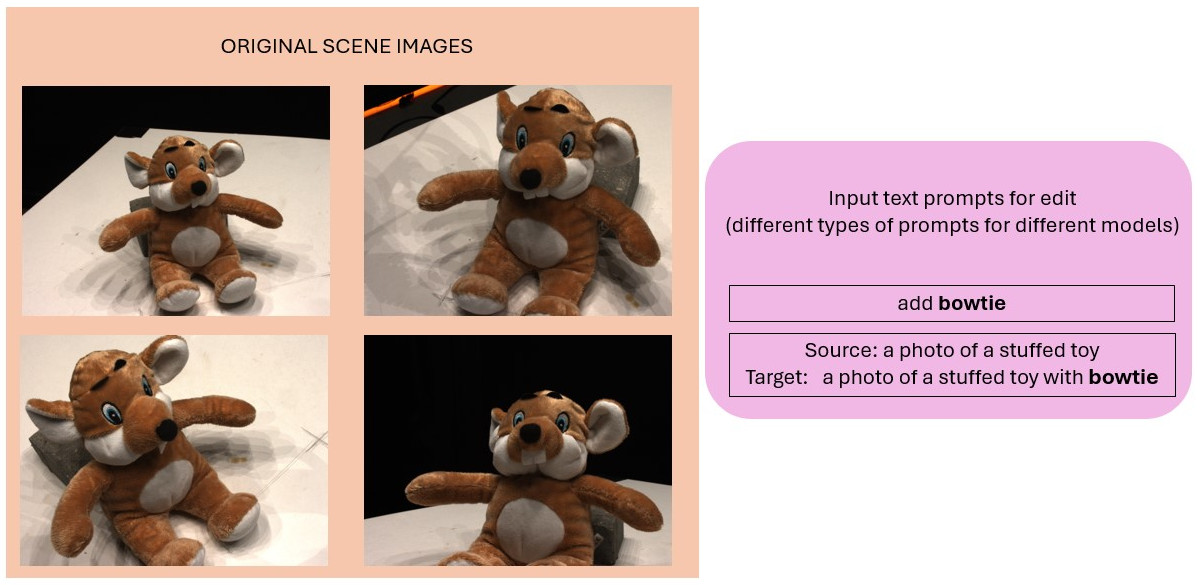 ORIGINAL SCENE IMAGES
Input text prompts for edit
(different types of prompts for different models)
add bowtie
Source: a photo of a stuffed toy
Target: a photo of a stuffed toy with bowtie